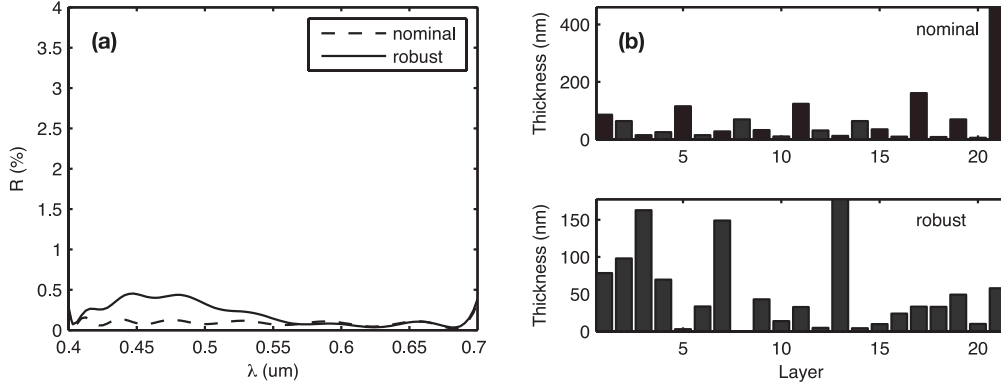 (a)
nominal
robust
4
3.5
3
2.5
2
1.5
1
0.5
0
R (%)
0.4
0.45
0.5
0.55
0.6
0.65
0.7
λ (um)
(b)
nominal
400
200
0
Thickness (nm)
5
10
15
20
robust
150
100
50
0
Thickness (nm)
5
10
15
20
Layer